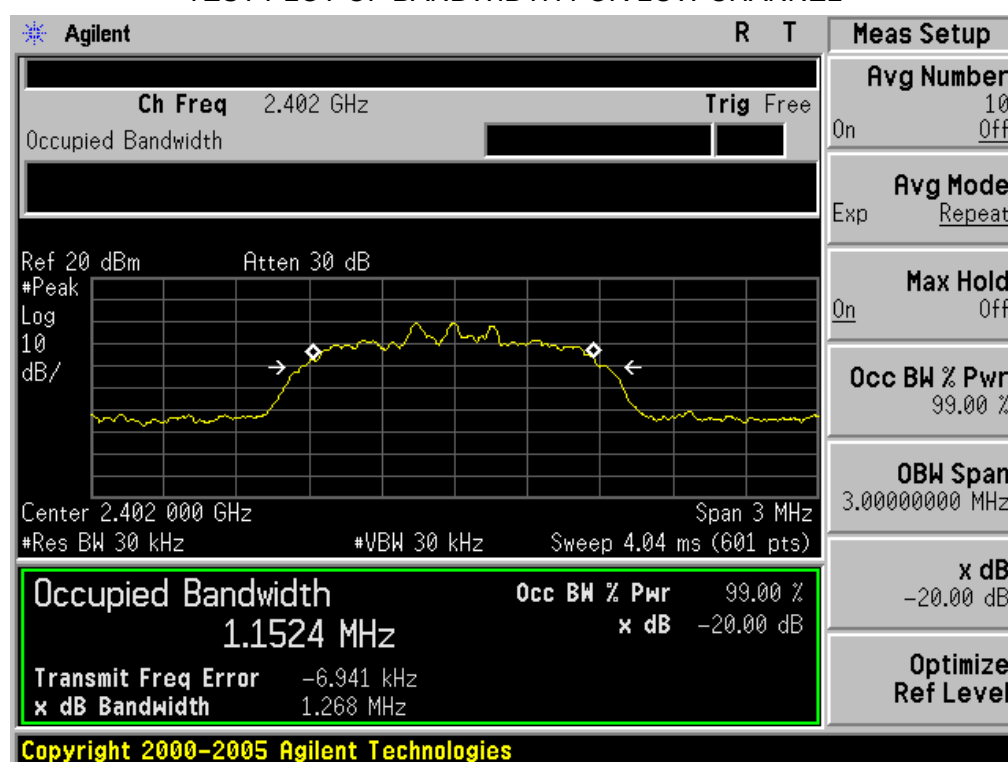 Agilent R T
Ch Freq 2.402 GHz Trig Free
Occupied Bandwidth
Ref 20 dBm Atten 30 dB
#Peak
Log
10
dB/
Center 2.402 000 GHz Span 3 MHz
#Res BW 30 kHz #VBW 30 kHz Sweep 4.04 ms (601 pts)
Occupied Bandwidth Occ BW % Pwr 99.00 %
1.1524 MHz x dB -20.00 dB
Transmit Freq Error -6.941 kHz
x dB Bandwidth 1.268 MHz
Copyright 2000-2005 Agilent Technologies
Meas Setup
Avg Number
10
On Off
Avg Mode
Exp Repeat
Max Hold
On Off
Occ BW % Pwr
99.00 %
OBW Span
3.00000000 MHz
x dB
-20.00 dB
Optimize
Ref Level